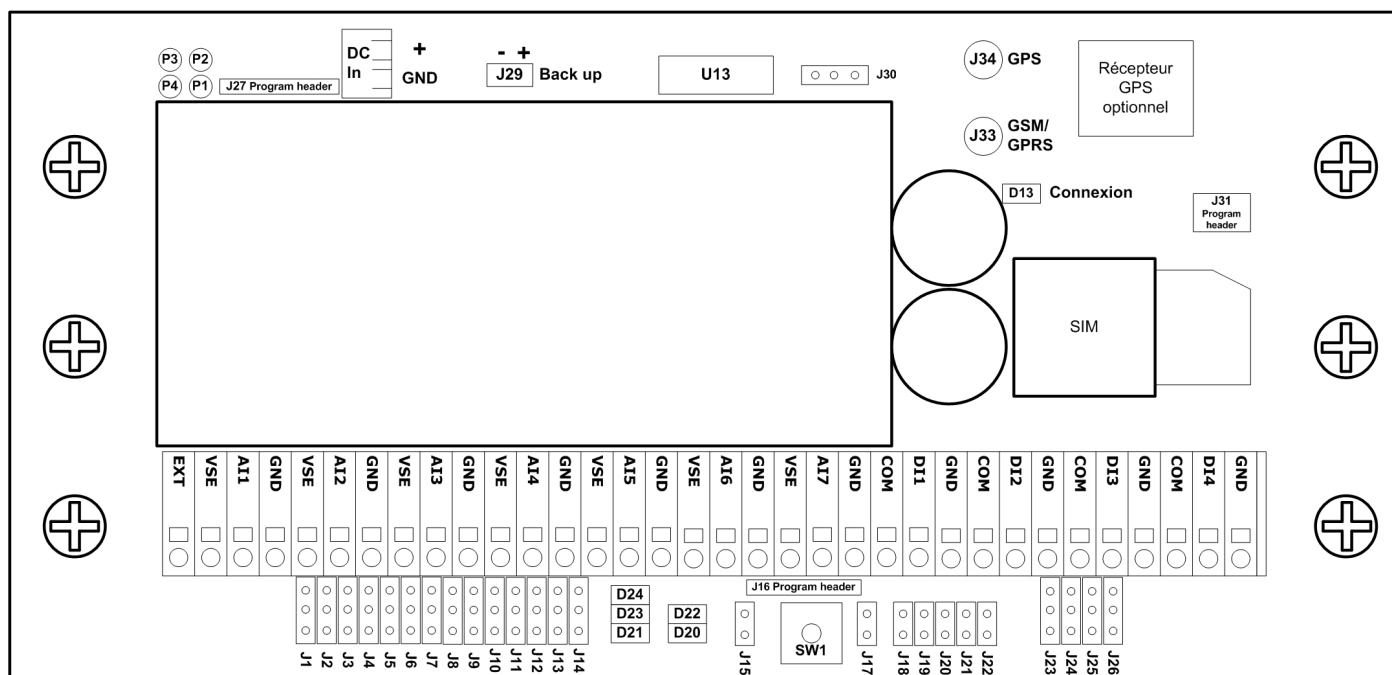 P3 P2
P4 P1
J27 Program header
DC
In
+
GND
- +
J29 Back up
U13
J30
J34 GPS
Récepteur
GPS
optionnel
J33 GSM/
GPRS
D13 Connexion
J31
Program
header
SIM
EXT VSE AI1 GND VSE AI2 GND VSE AI3 GND VSE AI4 GND VSE AI5 GND VSE AI6 GND VSE AI7 GND COM DI1 GND COM DI2 GND COM DI3 GND COM DI4 GND
J16 Program header
D24
D23 D22
D21 D20
SW1
J1 J2 J3 J4 J5 J6 J7 J8 J9 J10 J11 J12 J13 J14 J15 J17 J18 J19 J20 J21 J22 J23 J24 J25 J26